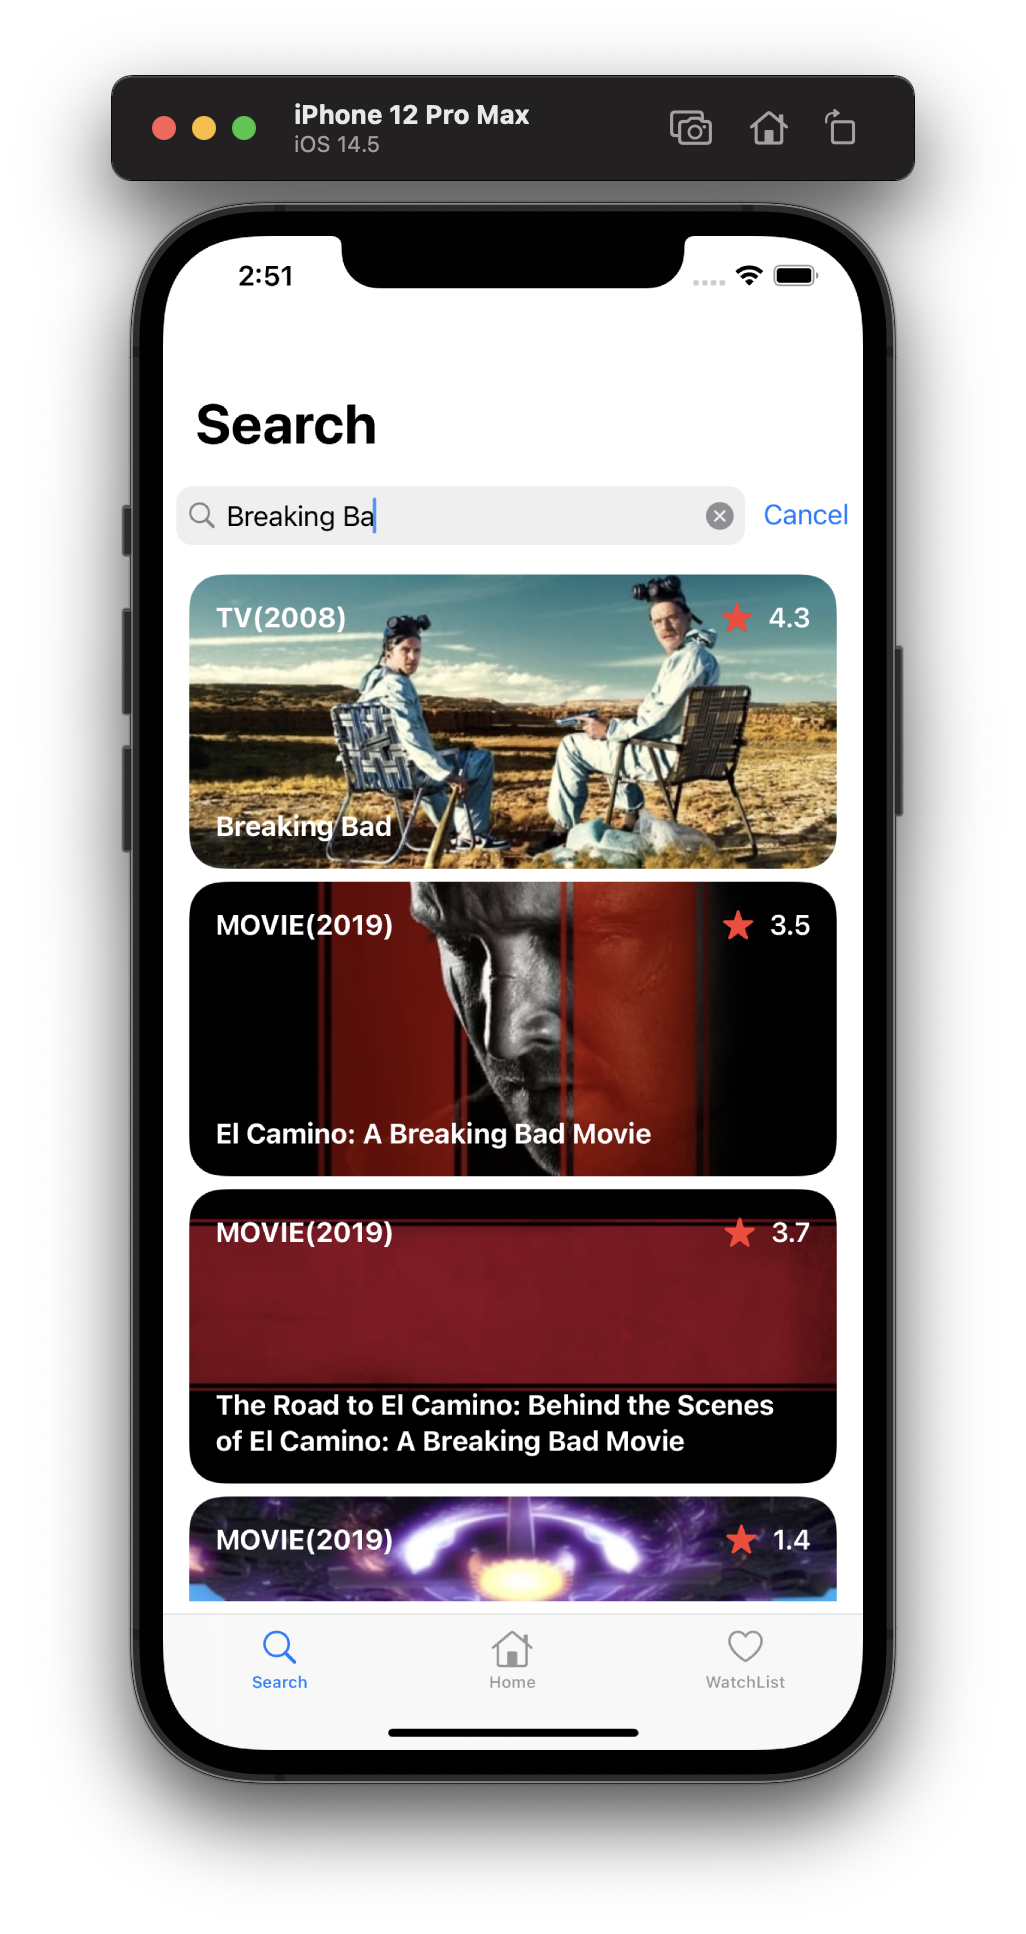 iPhone 12 Pro Max
iOS 14.5
2:51
Search
Breaking Ba
Cancel
TV(2008)
4.3
Breaking Bad
MOVIE(2019)
3.5
El Camino: A Breaking Bad Movie
MOVIE(2019)
3.7
The Road to El Camino: Behind the Scenes
of El Camino: A Breaking Bad Movie
MOVIE(2019)
1.4
Search
Home
WatchList